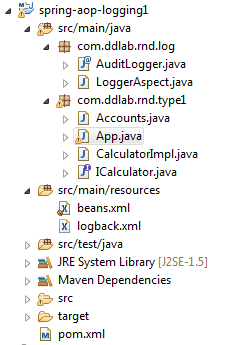 spring-aop-logging1
src/main/java
com.ddlab.rnd.log
AuditLogger.java
LoggerAspect.java
com.ddlab.rnd.type1
Accounts.java
App.java
CalculatorImpl.java
ICalculator.java
src/main/resources
beans.xml
logback.xml
src/test/java
JRE System Library [J2SE-1.5]
Maven Dependencies
src
target
pom.xml